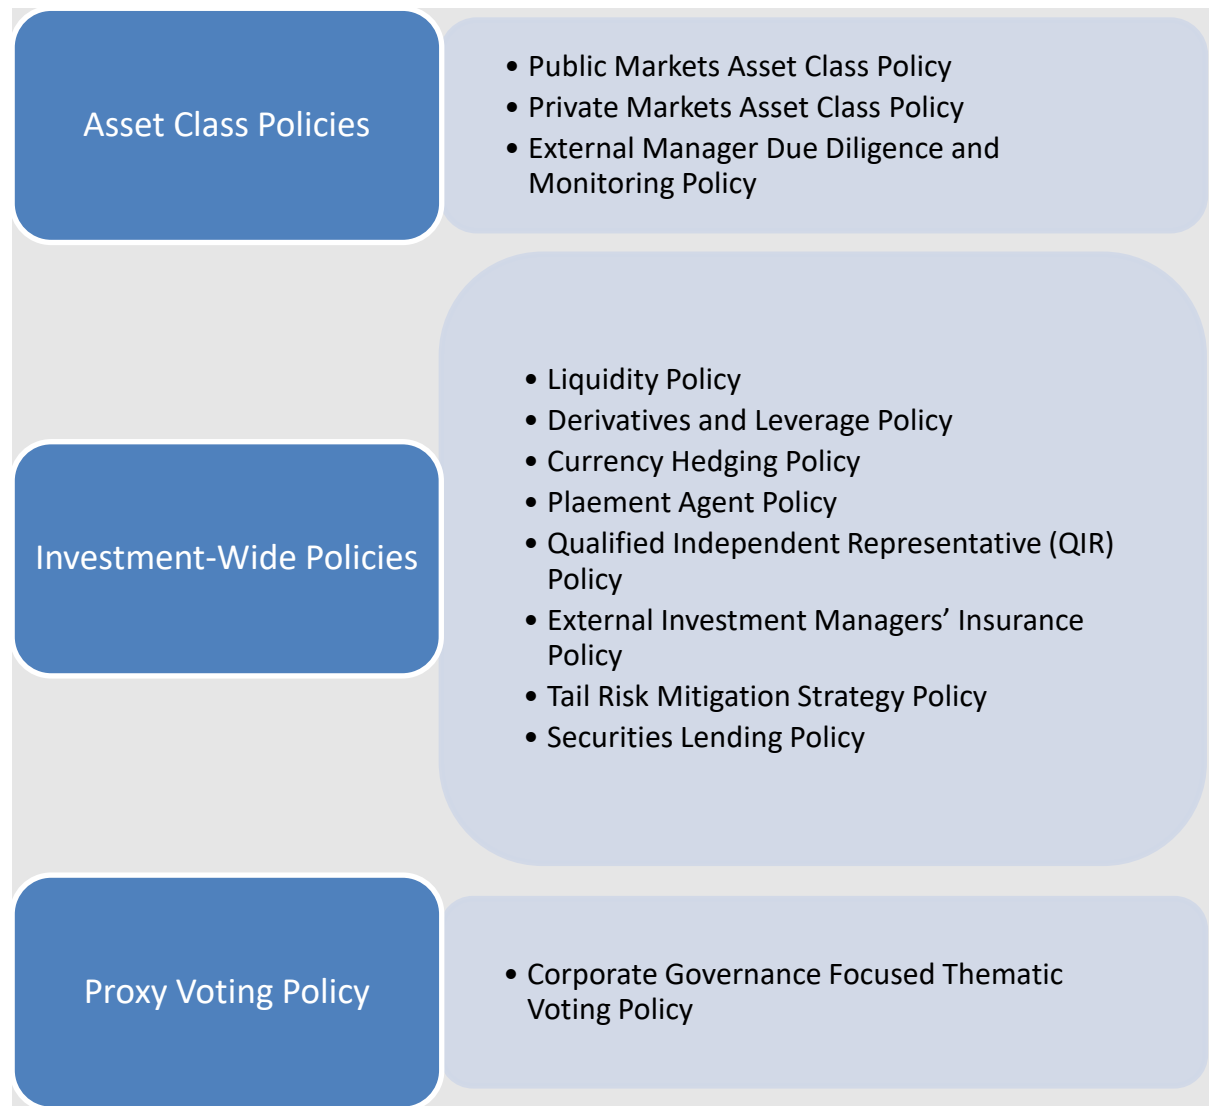 Asset Class Policies
• Public Markets Asset Class Policy
• Private Markets Asset Class Policy
• External Manager Due Diligence and
Monitoring Policy
Investment-Wide Policies
• Liquidity Policy
• Derivatives and Leverage Policy
• Currency Hedging Policy
• Plaement Agent Policy
• Qualified Independent Representative (QIR)
Policy
• External Investment Managers’ Insurance
Policy
• Tail Risk Mitigation Strategy Policy
• Securities Lending Policy
Proxy Voting Policy
• Corporate Governance Focused Thematic
Voting Policy